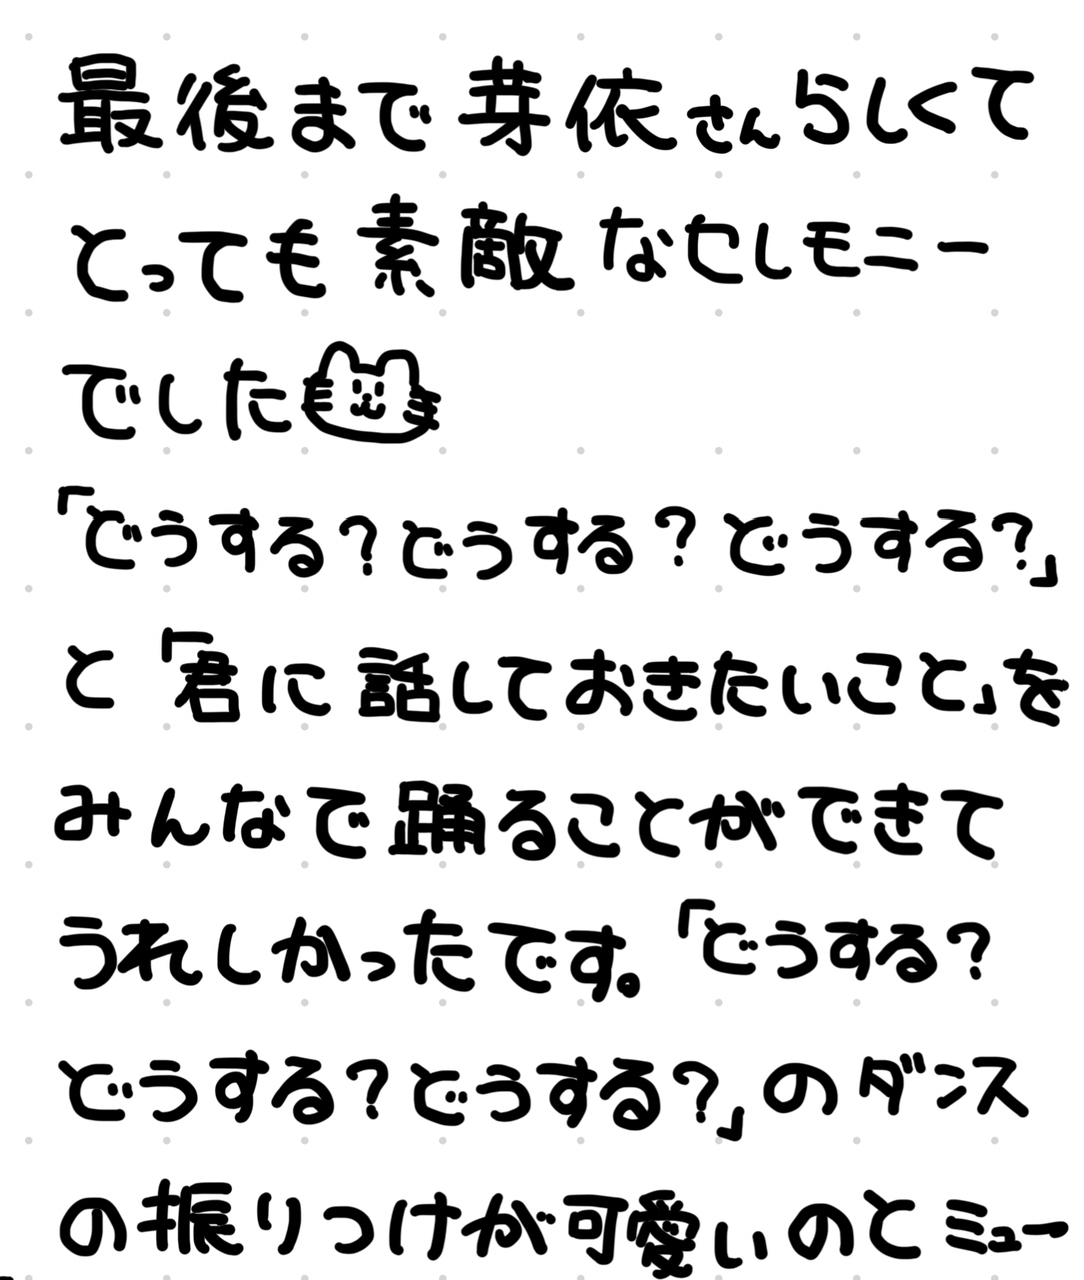 最後まで芽依さんらしくて
とっても素敵なセレモニー
でした
「どうする？どうする？どうする？」
と「君に話しておきたいこと」を
みんなで踊ることができて
うれしかったです。「どうする？
どうする？どうする？」のダンス
の振りつけが可愛いのとミュー